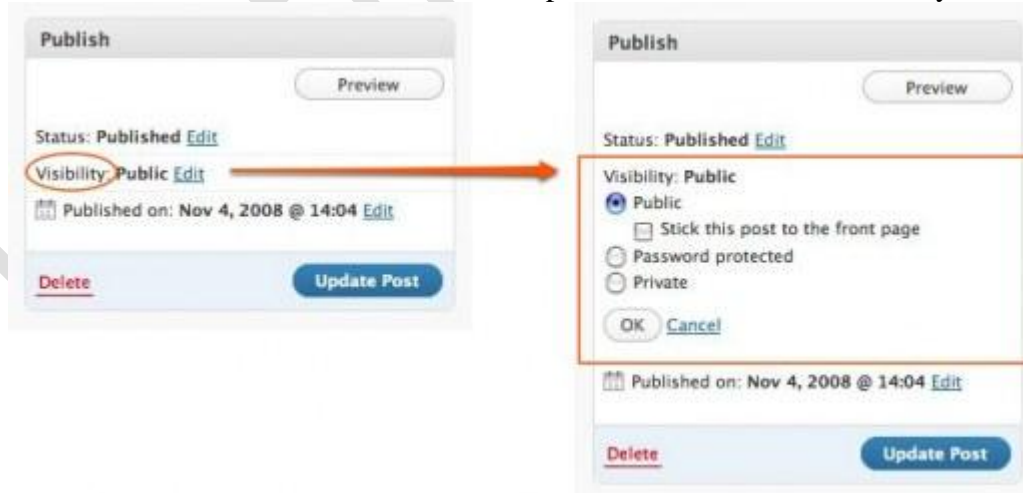 Publish
Preview
Status: Published Edit
Visibility: Public Edit
Published on: Nov 4, 2008 @ 14:04 Edit
Delete
Update Post
Publish
Preview
Status: Published Edit
Visibility: Public
Public
Stick this post to the front page
Password protected
Private
OK Cancel
Published on: Nov 4, 2008 @ 14:04 Edit
Delete
Update Post